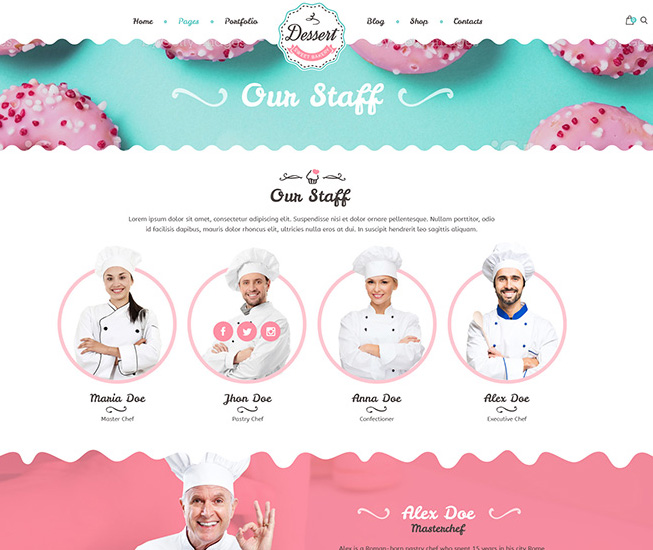 Home Pages Portfolio
Dessert
SWEET BAKERY
Blog Shop Contacts
Our Staff
Our Staff
Lorem ipsum dolor sit amet, consectetur adipiscing elit. Suspendisse nisi et dolor ornare pellentesque. Nullam porttitor, odio
id facilisis dapibus, mauris dolor rhoncus elit, ultricies nulla eros at dui. In suscipit hendrerit leo sagittis aliquam.
Maria Doe
Master Chef
Jhon Doe
Pastry Chef
Anna Doe
Confectioner
Alex Doe
Executive Chef
Alex Doe
Masterchef
Alex is a Roman-born pastry chef who spent 15 years in his city Rome